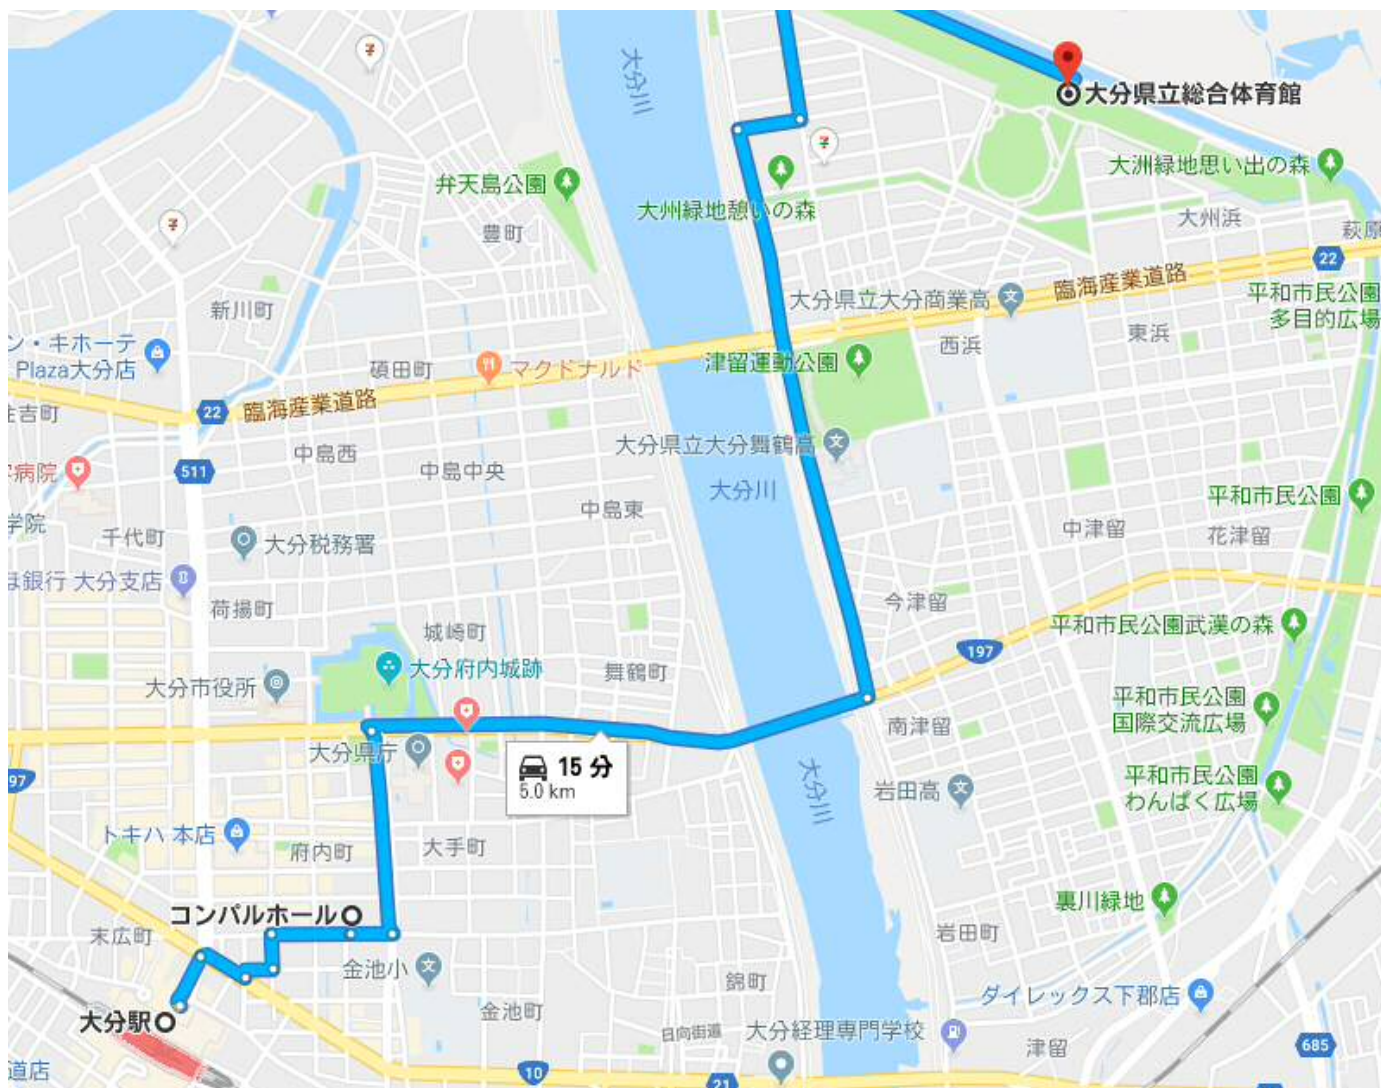 大分川
大分県立総合体育館
弁天島公園
大州緑地憩いの森
大洲緑地思い出の森
大州浜
萩原
豊町
22
新川町
大分県立大分商業高
臨海産業道路
平和市民公園
多目的広場
東浜
西浜
ン・キホーテ
Plaza大分店
碩田町
マクドナルド
津留運動公園
22
臨海産業道路
住吉町
中島西
中島中央
大分県立大分舞鶴高
病院
511
大分川
平和市民公園
中島東
中津留
花津留
学院
千代町
大分税務署
ま銀行 大分支店
荷揚町
今津留
城崎町
平和市民公園武漢の森
197
大分府内城跡
舞鶴町
大分市役所
平和市民公園
国際交流広場
南津留
大分県庁
15 分
5.0 km
97
大分川
岩田高
平和市民公園
わんぱく広場
トキハ 本店
府内町
大手町
裏川緑地
コンパルホール
末広町
岩田町
金池小
錦町
ダイレックス下郡店
金池町
大分駅
日向街道
大分経理専門学校
津留
685
道店
10
21